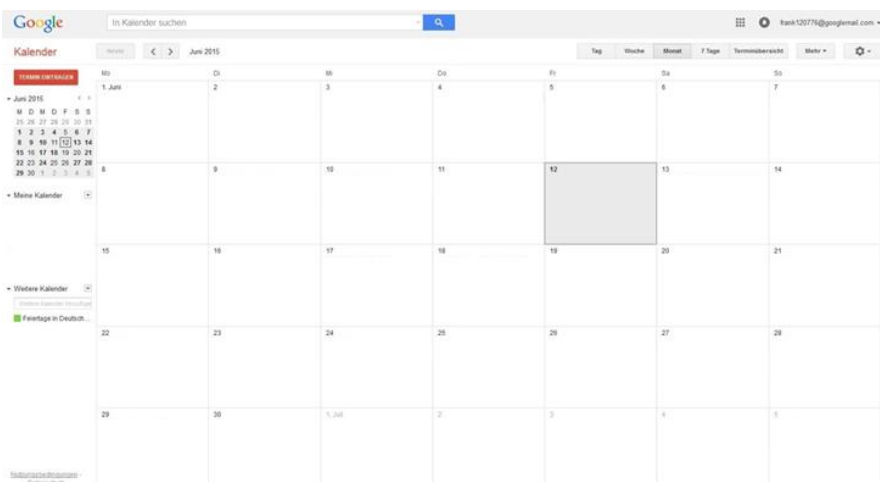 Google
In Kalender suchen
frank120776@googlemail.com
Kalender
Heute
Juni 2015
Tag Woche Monat 7 Tage Terminübersicht Mehr
TERMIN EINTRAGEN
Juni 2015
M D M D F S S
25 26 27 28 29 30 31
1 2 3 4 5 6 7
8 9 10 11 12 13 14
15 16 17 18 19 20 21
22 23 24 25 26 27 28
29 30 1 2 3 4 5
Meine Kalender
Weitere Kalender
Weitere Kalender hinzufüge
Feiertage in Deutsch...
Nutzungsbedingungen -
Mo Di Mi Do Fr Sa So
1. Juni 2 3 4 5 6 7
8 9 10 11 12 13 14
15 16 17 18 19 20 21
22 23 24 25 26 27 28
29 30 1. Juli 2 3 4 5